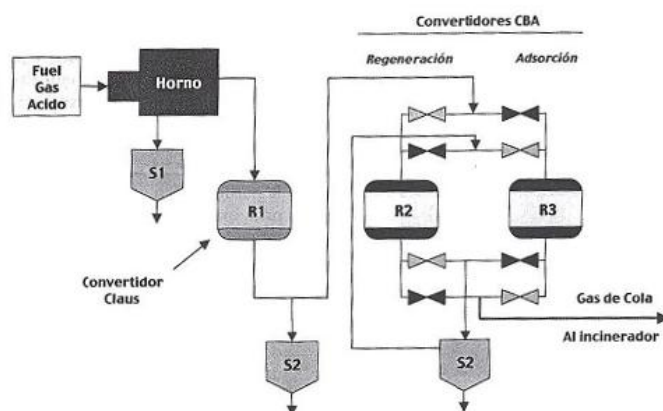 Convertidores CBA
Regeneración
Adsorción
Fuel
Gas
Acido
Horno
S1
R1
R2
R3
Convertidor
Claus
Gas de Cola
Al incinerador
S2
S2